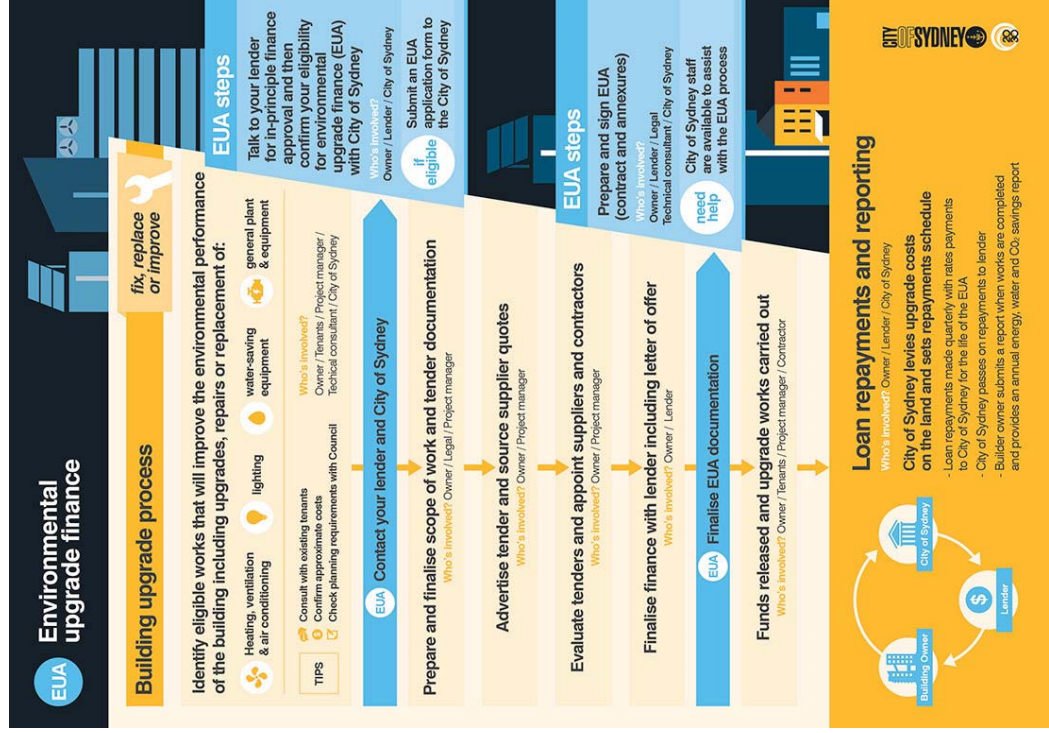 EUA
Environmental
upgrade finance
Building upgrade process
fix, replace
or improve
Identify eligible works that will improve the environmental performance
of the building including upgrades, repairs or replacement of:
Heating, ventilation
& air conditioning
lighting
water-saving
equipment
general plant
& equipment
TIPS
Consult with existing tenants
Confirm approximate costs
Check planning requirements with Council
Who's involved?
Owner / Tenants / Project manager /
Techical consultant / City of Sydney
EUA
Contact your lender and City of Sydney
EUA steps
Talk to your lender
for in-principle finance
approval and then
confirm your eligibility
for environmental
upgrade finance (EUA)
with City of Sydney
Who's involved?
Owner / Lender / City of Sydney
if
eligible
Submit an EUA
application form to
the City of Sydney
Prepare and finalise scope of work and tender documentation
Who's involved? Owner / Legal / Project manager
Advertise tender and source supplier quotes
Who's involved? Owner / Project manager
Evaluate tenders and appoint suppliers and contractors
Who's involved? Owner / Project manager
Finalise finance with lender including letter of offer
Who's involved? Owner / Lender
EUA
Finalise EUA documentation
EUA steps
Prepare and sign EUA
(contract and annexures)
Who's involved?
Owner / Lender / Legal
Technical consultant / City of Sydney
need
help
City of Sydney staff
are available to assist
with the EUA process
Funds released and upgrade works carried out
Who's involved? Owner / Tenants / Project manager / Contractor
Building Owner
City of Sydney
$
Lender
Loan repayments and reporting
Who's involved? Owner / Lender / City of Sydney
City of Sydney levies upgrade costs
on the land and sets repayments schedule
- Loan repayments made quarterly with rates payments
to City of Sydney for the life of the EUA
- City of Sydney passes on repayments to lender
- Builder owner submits a report when works are completed
and provides an annual energy, water and CO₂ savings report
CITY OF SYDNEY